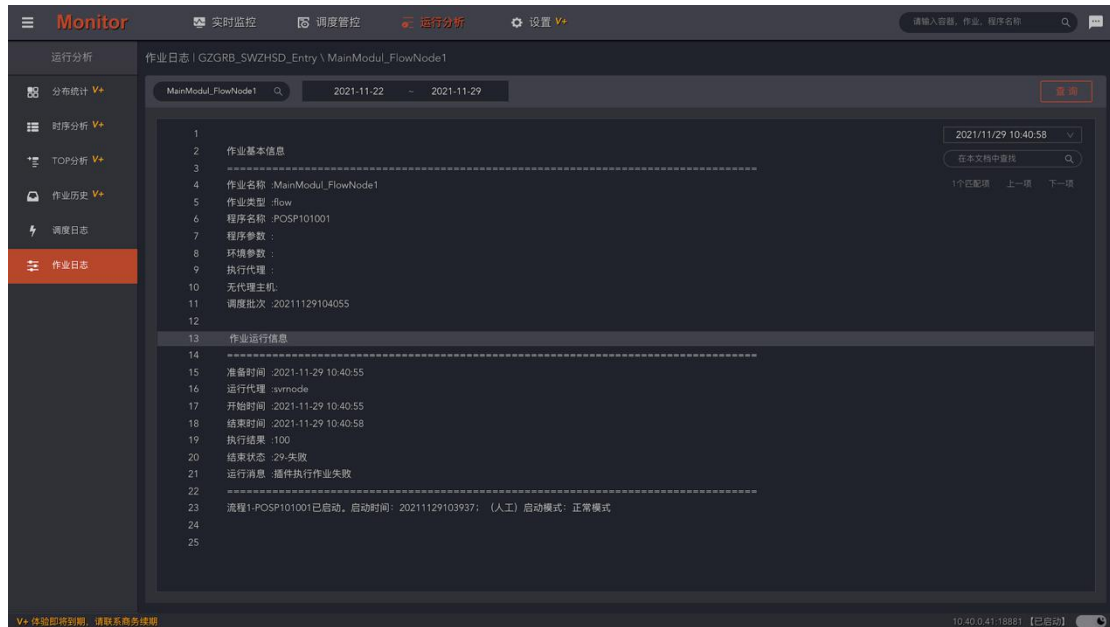 Monitor
实时监控
调度管控
运行分析
设置 V+
请输入容器、作业、程序名称
运行分析
作业日志 | GZGRB_SWZHSD_Entry \ MainModul_FlowNode1
分布统计 V+
时序分析 V+
TOP分析 V+
作业历史 V+
调度日志
作业日志
MainModul_FlowNode1
2021-11-22 ~ 2021-11-29
查询
2021/11/29 10:40:58
在本文档中查找
1个匹配项 上一项 下一项
1
2 作业基本信息
3 ==================================================================================
4 作业名称 :MainModul_FlowNode1
5 作业类型 :flow
6 程序名称 :POSP101001
7 程序参数 :
8 环境参数 :
9 执行代理 :
10 无代理主机:
11 调度批次 :20211129104055
12
13 作业运行信息
14 ==================================================================================
15 准备时间 :2021-11-29 10:40:55
16 运行代理 :svrnode
17 开始时间 :2021-11-29 10:40:55
18 结束时间 :2021-11-29 10:40:58
19 执行结果 :100
20 结束状态 :29-失败
21 运行消息 :插件执行作业失败
22 ==================================================================================
23 流程1-POSP101001已启动。启动时间：20211129103937；（人工）启动模式：正常模式
24
25
V+ 体验即将到期，请联系商务续期
10.40.0.41:18881 【已启动】